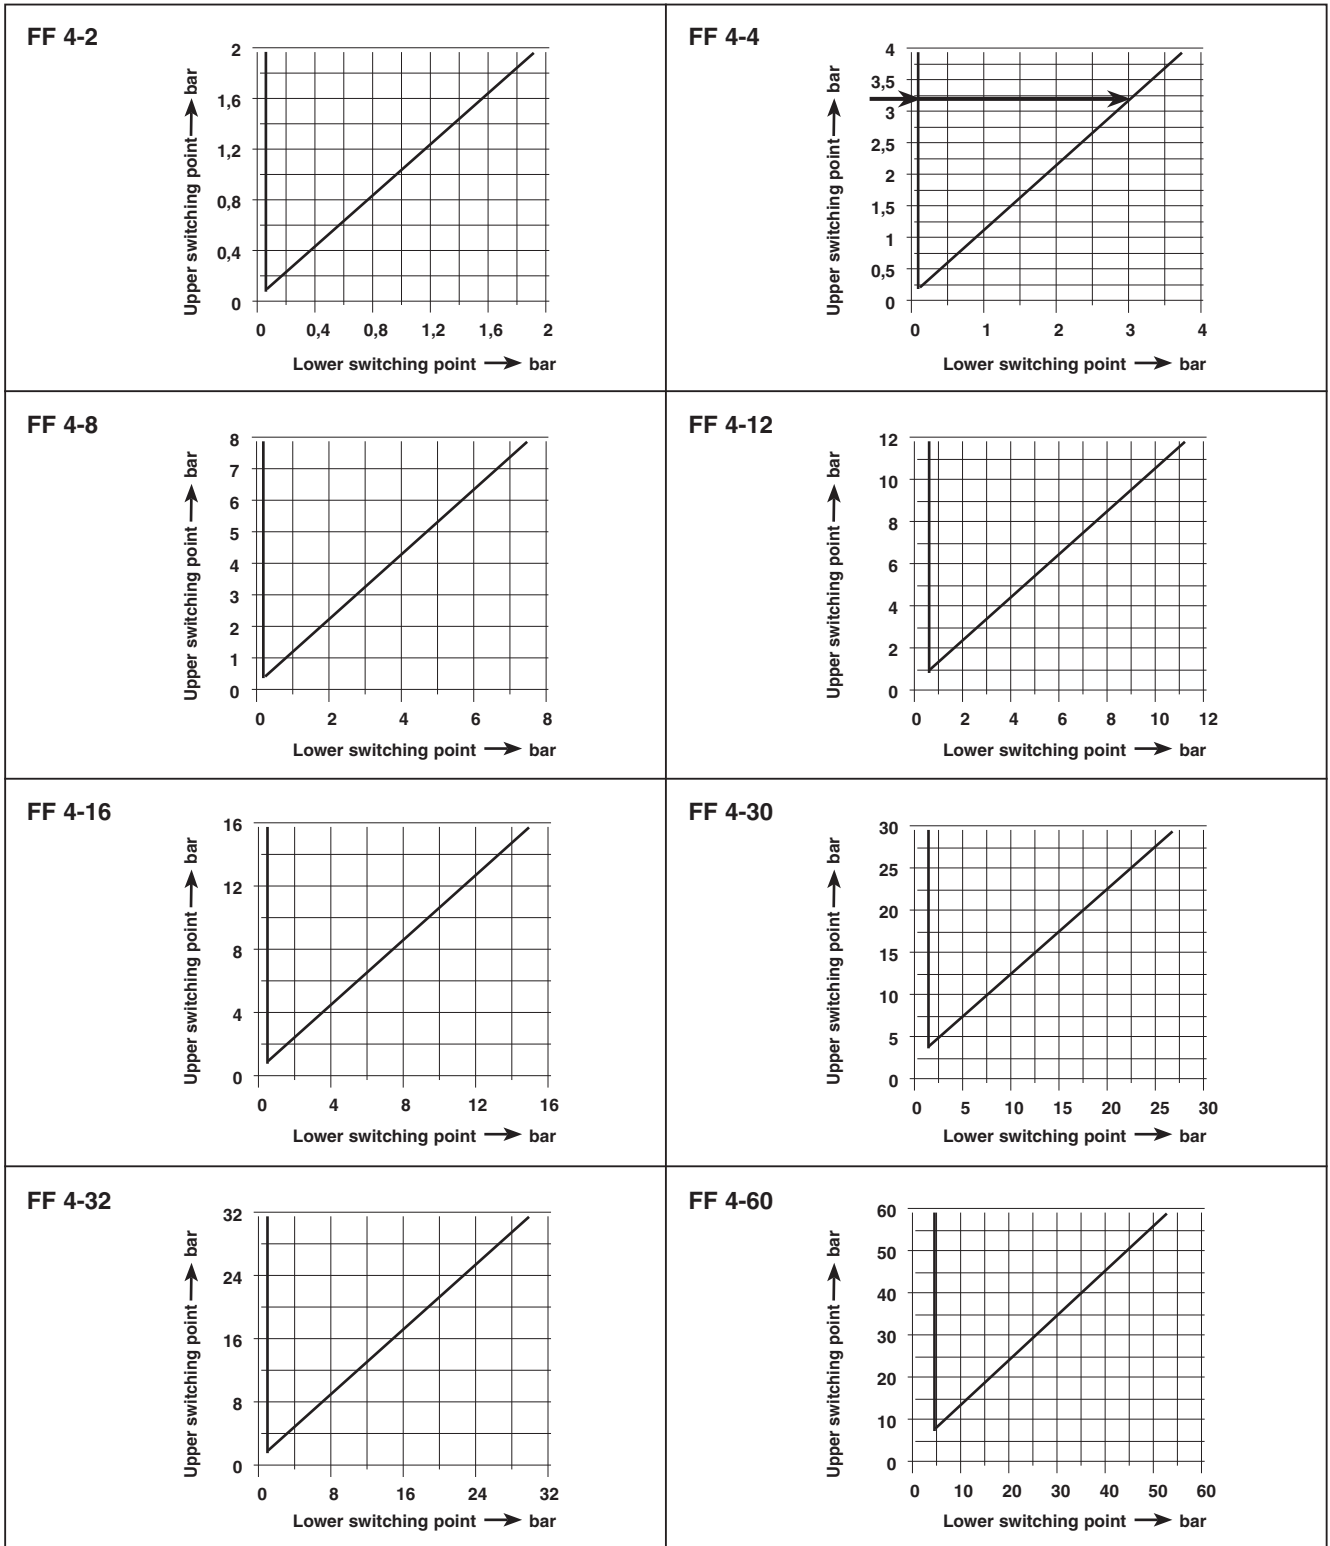 FF 4-2
Upper switching point bar
2
1,6
1,2
0,8
0,4
0
0 0,4 0,8 1,2 1,6 2
Lower switching point bar
FF 4-4
Upper switching point bar
4
3,5
3
2,5
2
1,5
1
0,5
0
0 1 2 3 4
Lower switching point bar
FF 4-8
Upper switching point bar
8
7
6
5
4
3
2
1
0
0 2 4 6 8
Lower switching point bar
FF 4-12
Upper switching point bar
12
10
8
6
4
2
0
0 2 4 6 8 10 12
Lower switching point bar
FF 4-16
Upper switching point bar
16
12
8
4
0
0 4 8 12 16
Lower switching point bar
FF 4-30
Upper switching point bar
30
25
20
15
10
5
0
0 5 10 15 20 25 30
Lower switching point bar
FF 4-32
Upper switching point bar
32
24
16
8
0
0 8 16 24 32
Lower switching point bar
FF 4-60
Upper switching point bar
60
50
40
30
20
10
0
0 10 20 30 40 50 60
Lower switching point bar